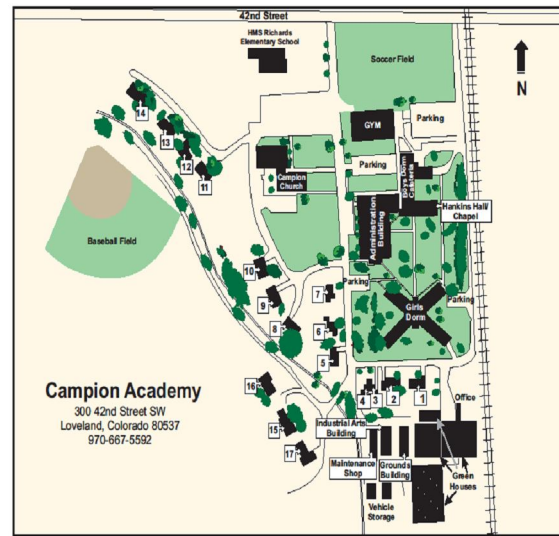 42nd Street
HMS Richards
Elementary School
Soccer Field
N
GYM
Parking
Parking
14
13
12
11
Campion
Church
Boys Dorm
Cafeteria
Hankins Hall/
Chapel
Administration
Building
Baseball Field
10
9
8
7
6
5
Parking
Parking
Girls
Dorm
Campion Academy
300 42nd Street SW
Loveland, Colorado 80537
970-667-5592
16
15
17
4
3
2
1
Office
Industrial Arts
Building
Maintenance
Shop
Grounds
Building
Green
Houses
Vehicle
Storage